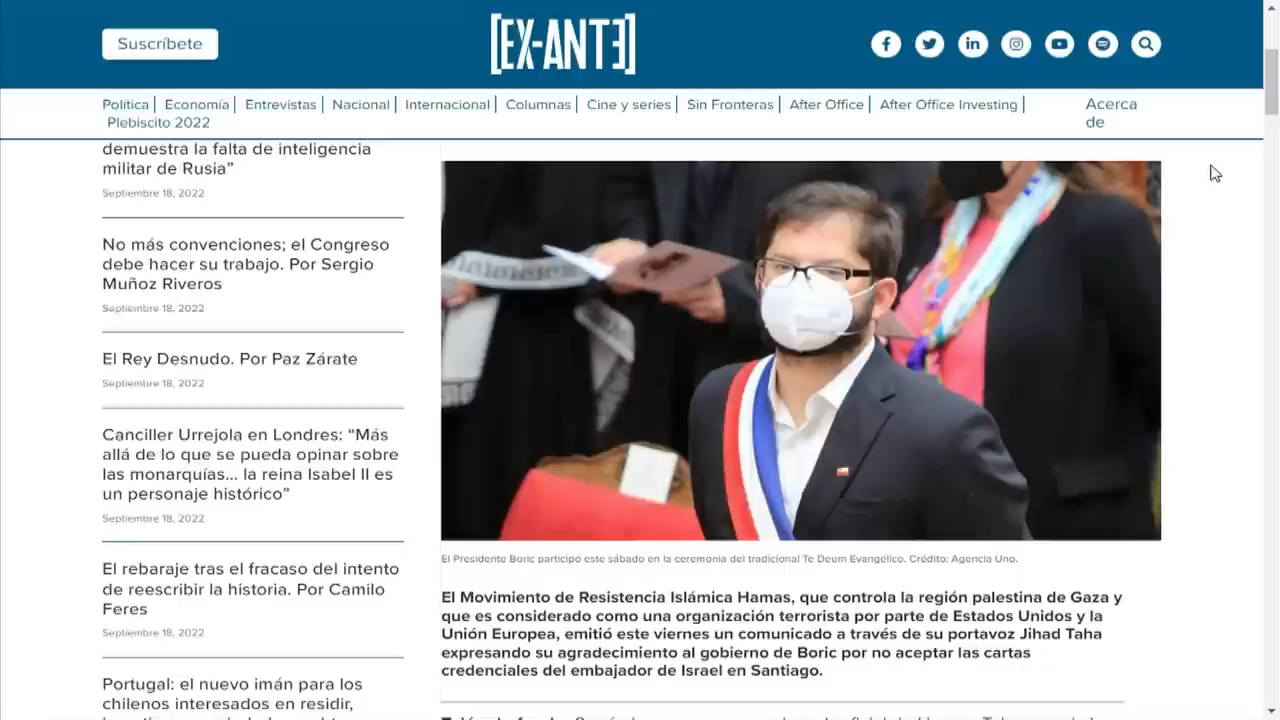 Suscríbete
[EX-ANTE]
Política | Economía | Entrevistas | Nacional | Internacional | Columnas | Cine y series | Sin Fronteras | After Office | After Office Investing | Acerca
Plebiscito 2022 de
demuestra la falta de inteligencia
militar de Rusia”
Septiembre 18, 2022
No más convenciones; el Congreso
debe hacer su trabajo. Por Sergio
Muñoz Riveros
Septiembre 18, 2022
El Rey Desnudo. Por Paz Zárate
Septiembre 18, 2022
Canciller Urrejola en Londres: “Más
allá de lo que se pueda opinar sobre
las monarquías... la reina Isabel II es
un personaje histórico”
Septiembre 18, 2022
El rebaraje tras el fracaso del intento
de reescribir la historia. Por Camilo
Feres
Septiembre 18, 2022
Portugal: el nuevo imán para los
chilenos interesados en residir,
El Presidente Boric participó este sábado en la ceremonia del tradicional Te Deum Evangélico. Crédito: Agencia Uno.
El Movimiento de Resistencia Islámica Hamas, que controla la región palestina de Gaza y
que es considerado como una organización terrorista por parte de Estados Unidos y la
Unión Europea, emitió este viernes un comunicado a través de su portavoz Jihad Taha
expresando su agradecimiento al gobierno de Boric por no aceptar las cartas
credenciales del embajador de Israel en Santiago.